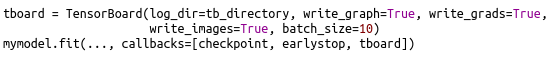 tboard = TensorBoard(log_dir=tb_directory, write_graph=True, write_grads=True,
                     write_images=True, batch_size=10)
mymodel.fit(..., callbacks=[checkpoint, earlystop, tboard])